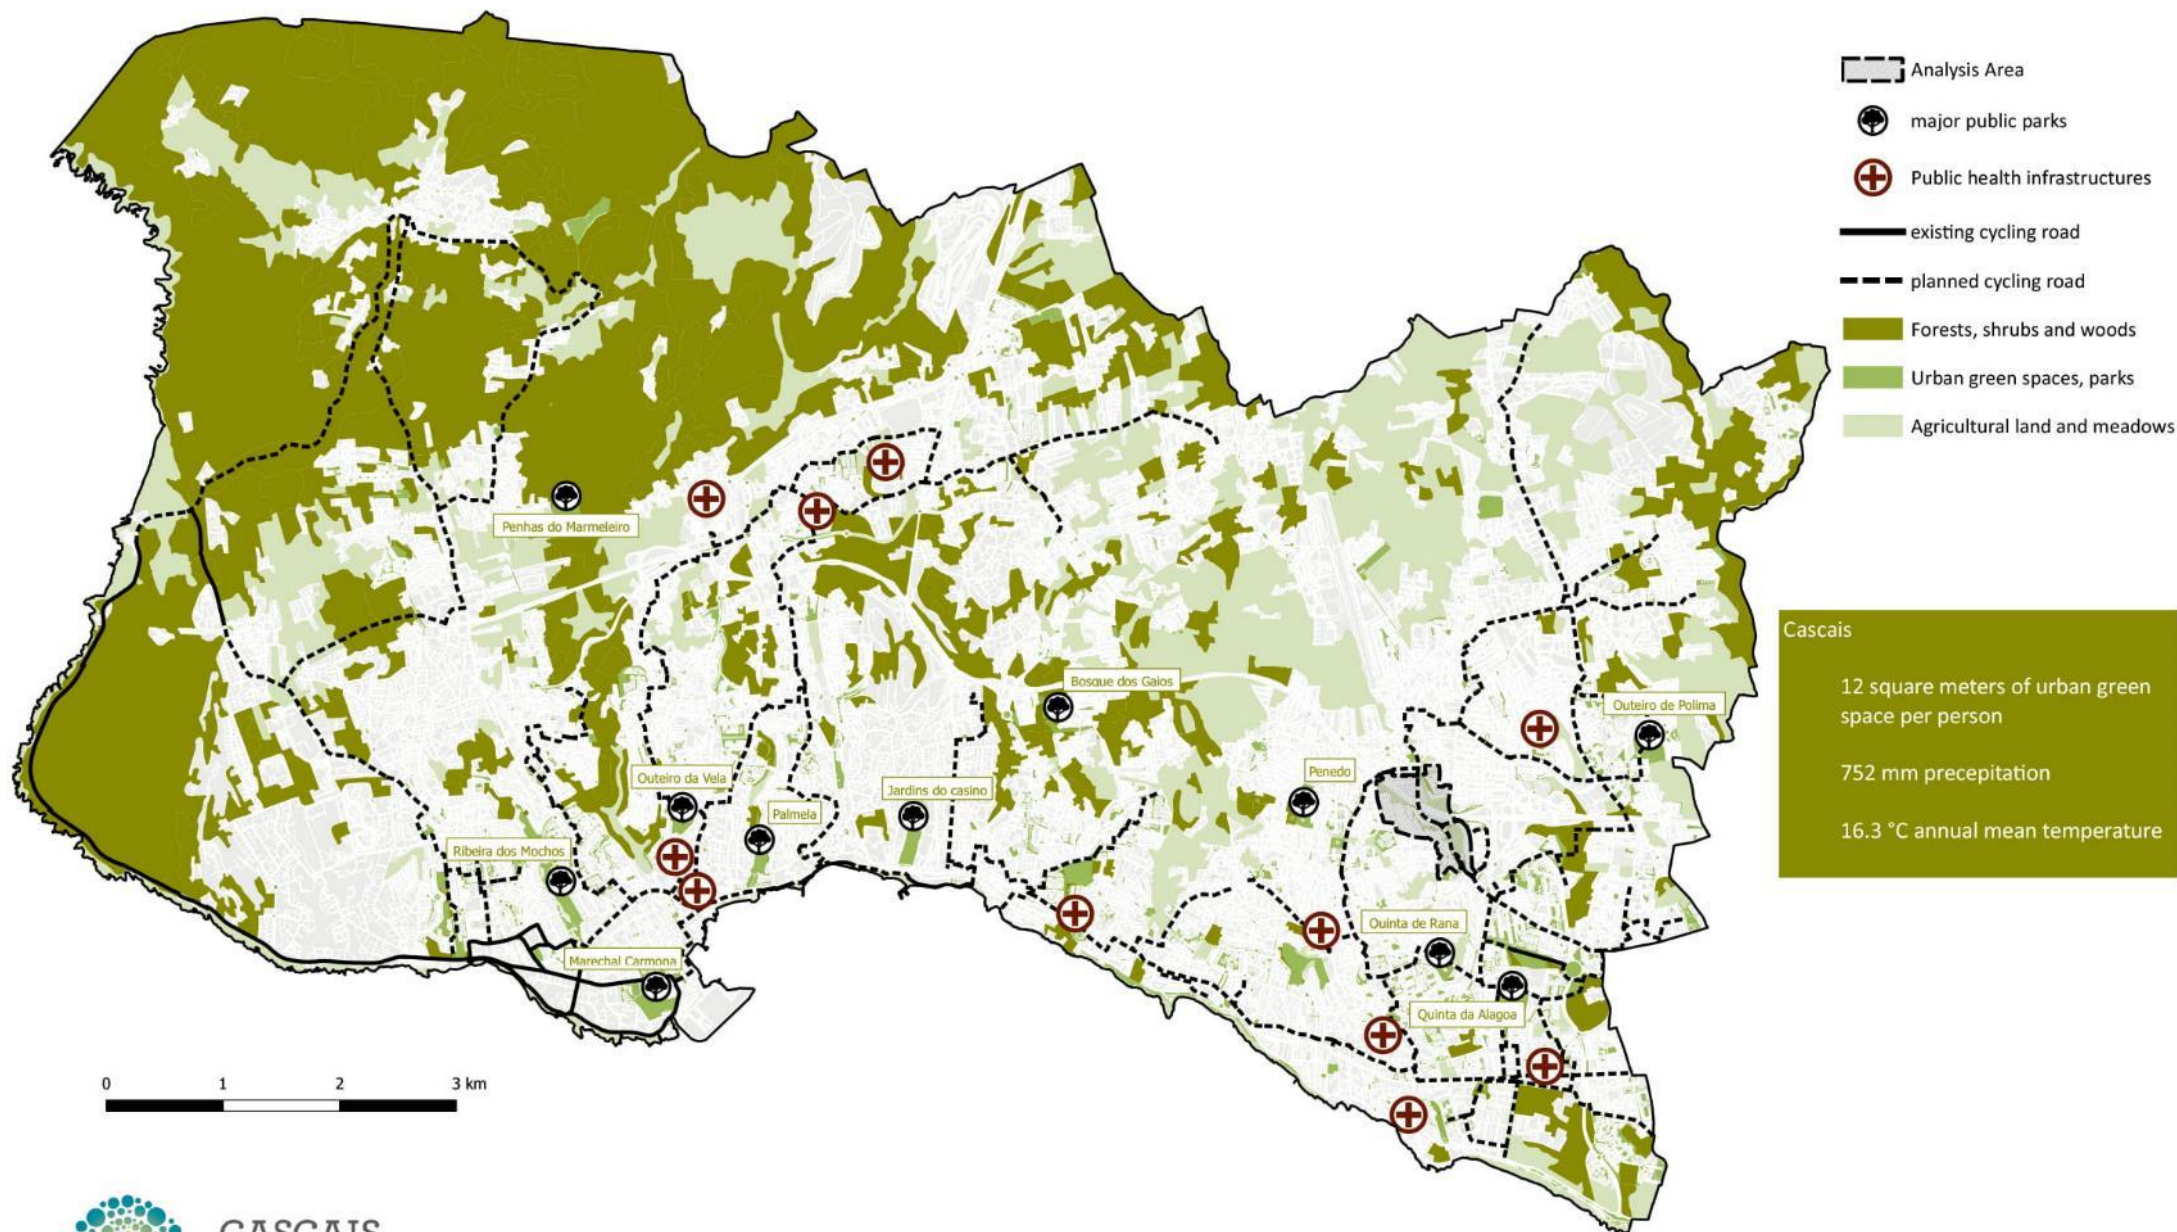 Analysis Area
major public parks
Public health infrastructures
existing cycling road
planned cycling road
Forests, shrubs and woods
Urban green spaces, parks
Agricultural land and meadows
Penhas do Marmeleiro
Bosque dos Gaios
Outeiro de Polima
Outeiro da Vela
Penedo
Jardins do casino
Palmela
Ribeira dos Mochos
Quinta de Rana
Marechal Carmona
Quinta da Alagoa
Cascais
12 square meters of urban green
space per person
752 mm precepitation
16.3 °C annual mean temperature
0 1 2 3 km
CASCAIS